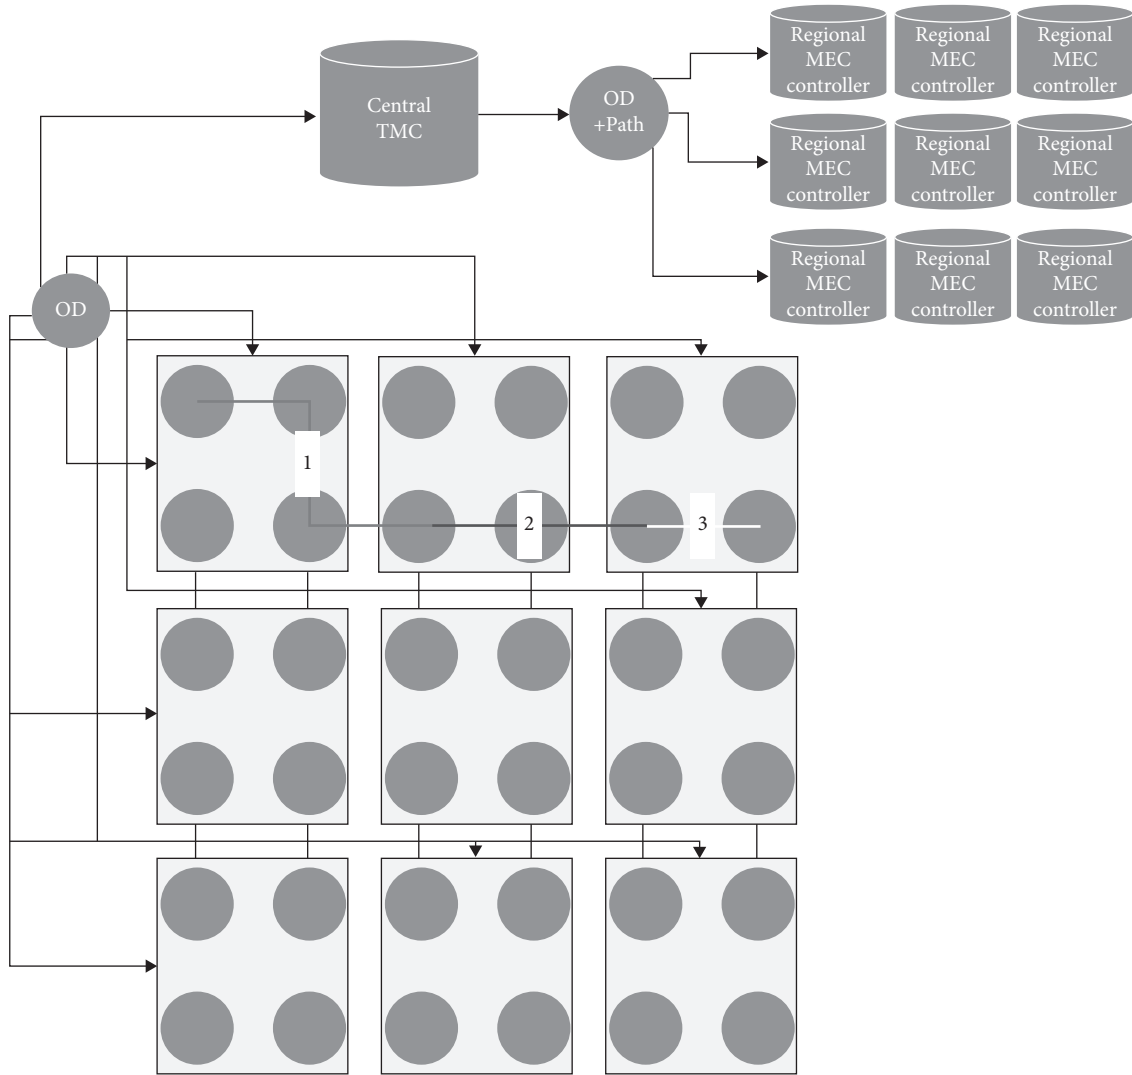 Central
TMC
OD
+Path
Regional
MEC
controller
Regional
MEC
controller
Regional
MEC
controller
Regional
MEC
controller
Regional
MEC
controller
Regional
MEC
controller
Regional
MEC
controller
Regional
MEC
controller
Regional
MEC
controller
OD
1
2
3